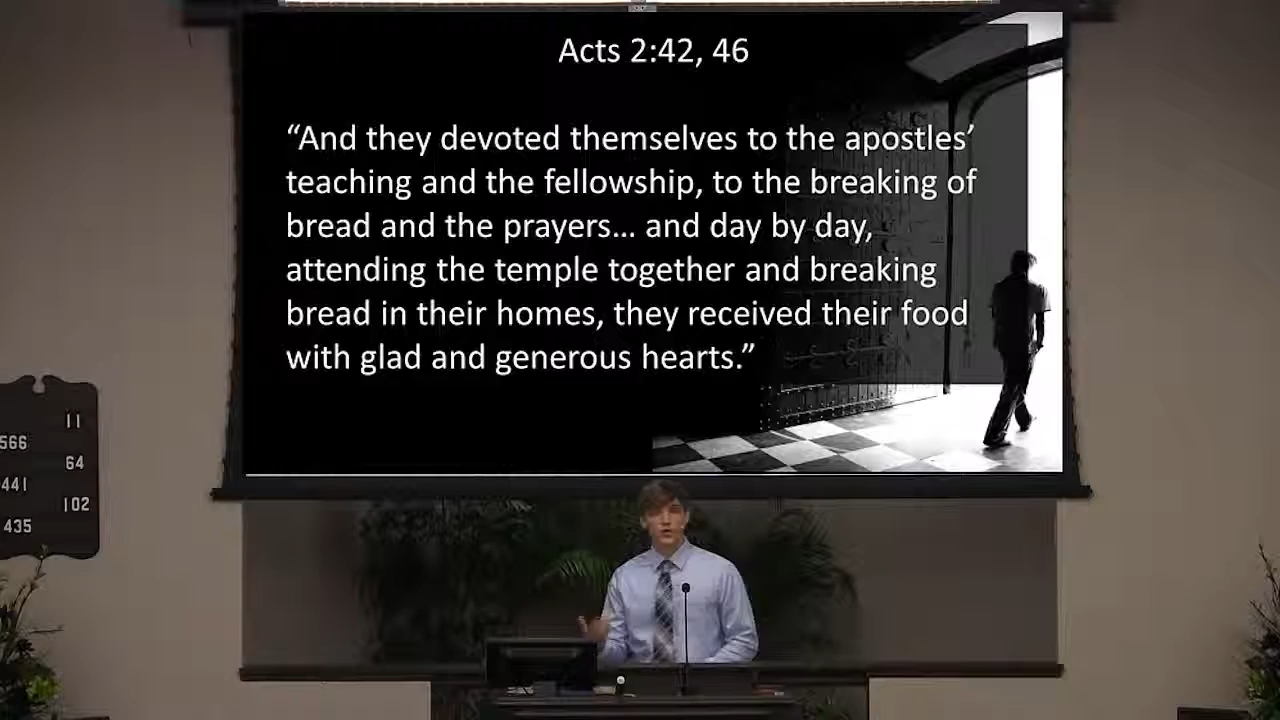 Acts 2:42, 46
“And they devoted themselves to the apostles’
teaching and the fellowship, to the breaking of
bread and the prayers... and day by day,
attending the temple together and breaking
bread in their homes, they received their food
with glad and generous hearts.”
11
566
64
441
102
435